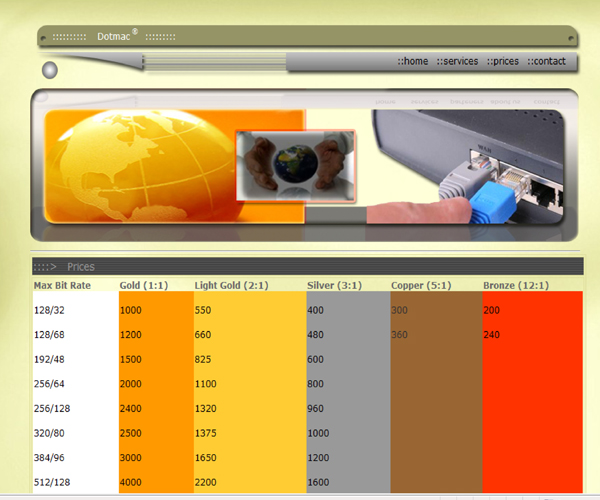 :::::::::: Dotmac® :::::::::
::home ::services ::prices ::contact
WAN
::::> Prices
Max Bit Rate Gold (1:1) Light Gold (2:1) Silver (3:1) Copper (5:1) Bronze (12:1)
128/32 1000 550 400 300 200
128/68 1200 660 480 360 240
192/48 1500 825 600
256/64 2000 1100 800
256/128 2400 1320 960
320/80 2500 1375 1000
384/96 3000 1650 1200
512/128 4000 2200 1600